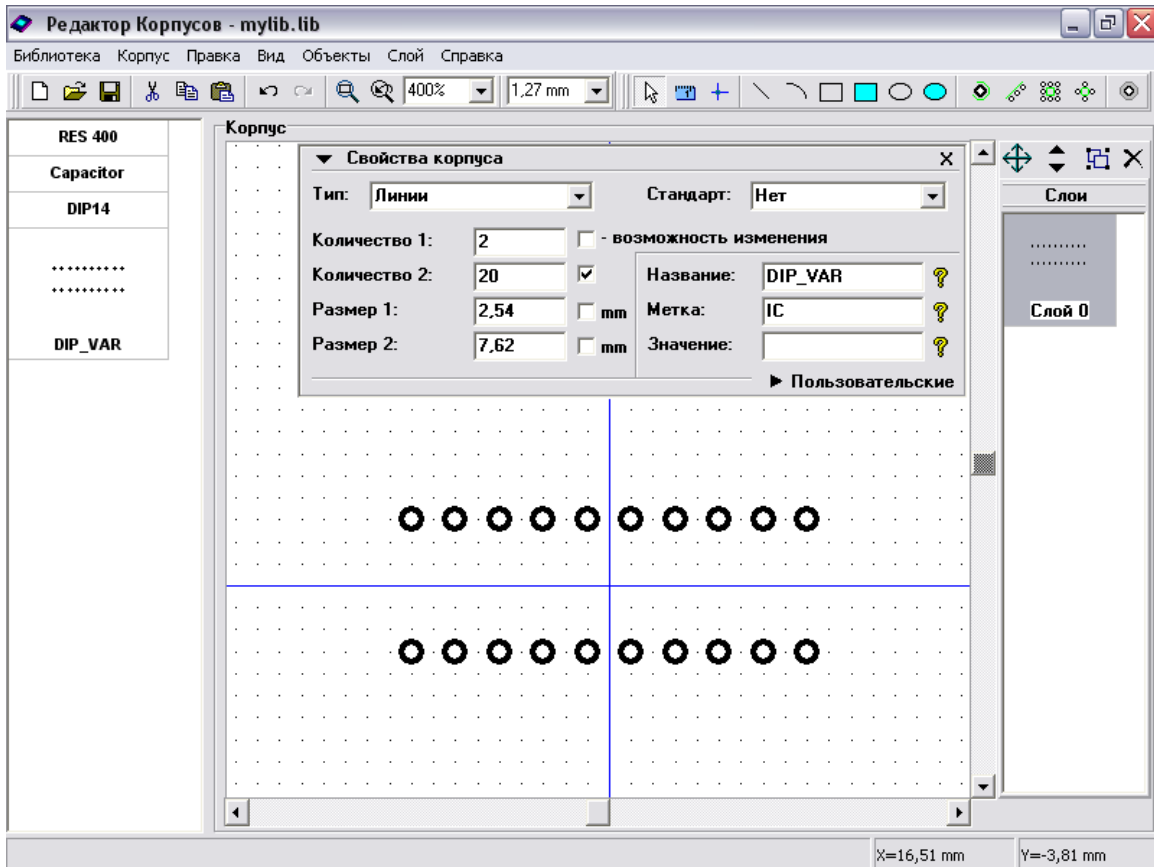 Редактор Корпусов - mylib.lib
Библиотека Корпус Правка Вид Объекты Слой Справка
400% 1,27 mm
RES 400
Capacitor
DIP14
DIP_VAR
Корпус
Свойства корпуса X
Тип: Линии Стандарт: Нет
Количество 1: 2 - возможность изменения
Количество 2: 20 Название: DIP_VAR ?
Размер 1: 2,54 mm Метка: IC ?
Размер 2: 7,62 mm Значение: ?
Пользовательские
Слои
Слой 0
X=16,51 mm Y=-3,81 mm